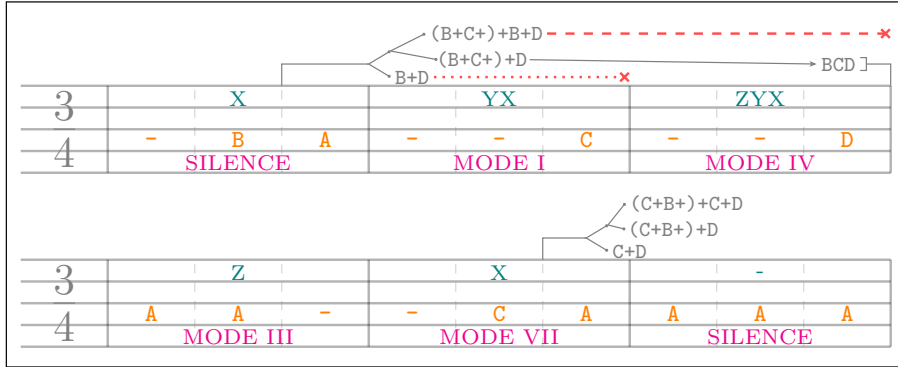 (B+C+)+B+D
(B+C+)+D BCD
B+D
3 X YX ZYX
4 - B A - - C - - D
SILENCE MODE I MODE IV
(C+B+)+C+D
(C+B+)+D
C+D
3 Z X -
4 A A - - C A A A A
MODE III MODE VII SILENCE